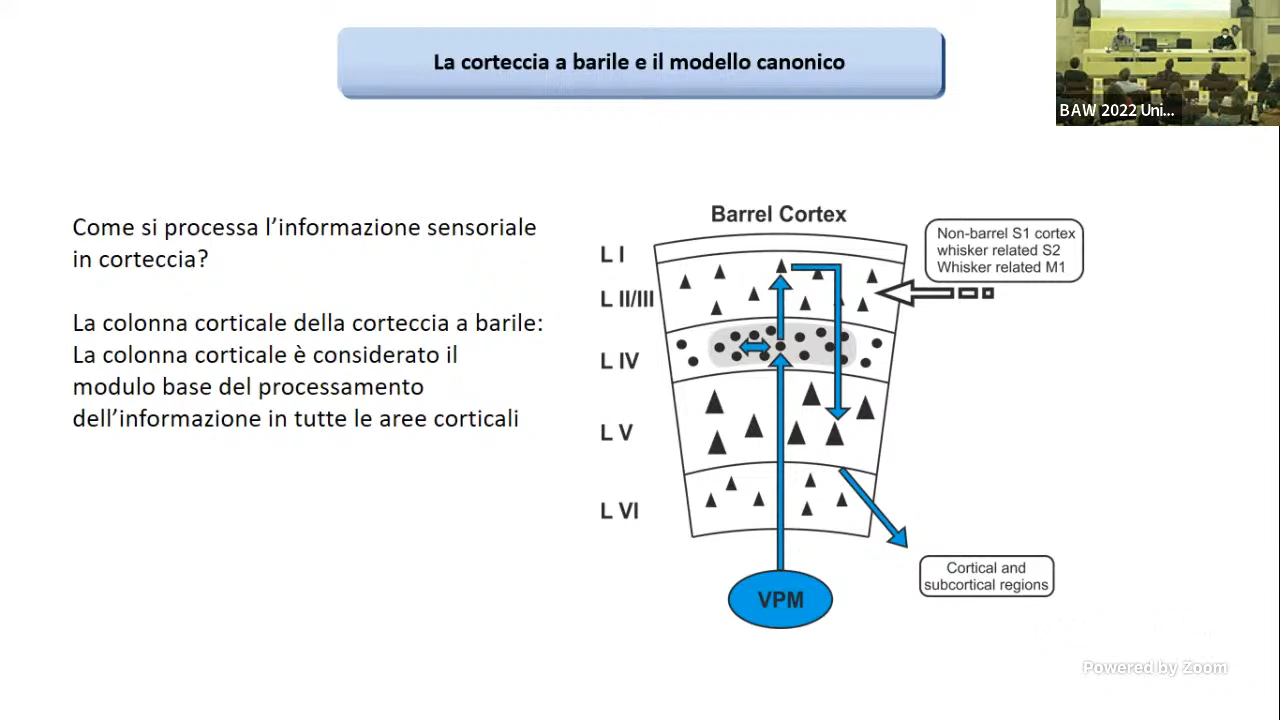 La corteccia a barile e il modello canonico
BAW 2022 Uni...
Come si processa l'informazione sensoriale
in corteccia?
La colonna corticale della corteccia a barile:
La colonna corticale è considerato il
modulo base del processamento
dell'informazione in tutte le aree corticali
Barrel Cortex
L I
L II/III
L IV
L V
L VI
Non-barrel S1 cortex
whisker related S2
Whisker related M1
VPM
Cortical and
subcortical regions
Powered by Zoom